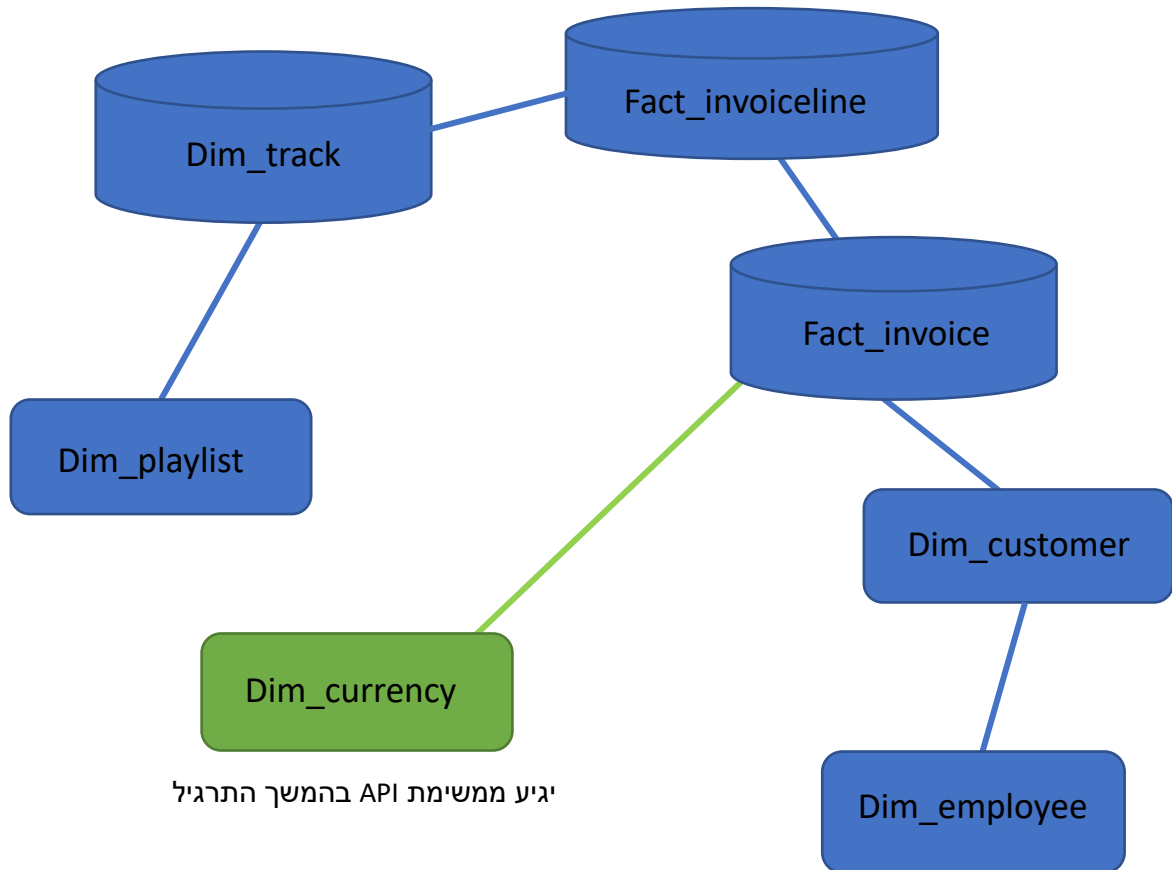 Fact_invoiceline
Dim_track
Fact_invoice
Dim_playlist
Dim_customer
Dim_currency
יגיע ממשימת API בהמשך התרגיל
Dim_employee